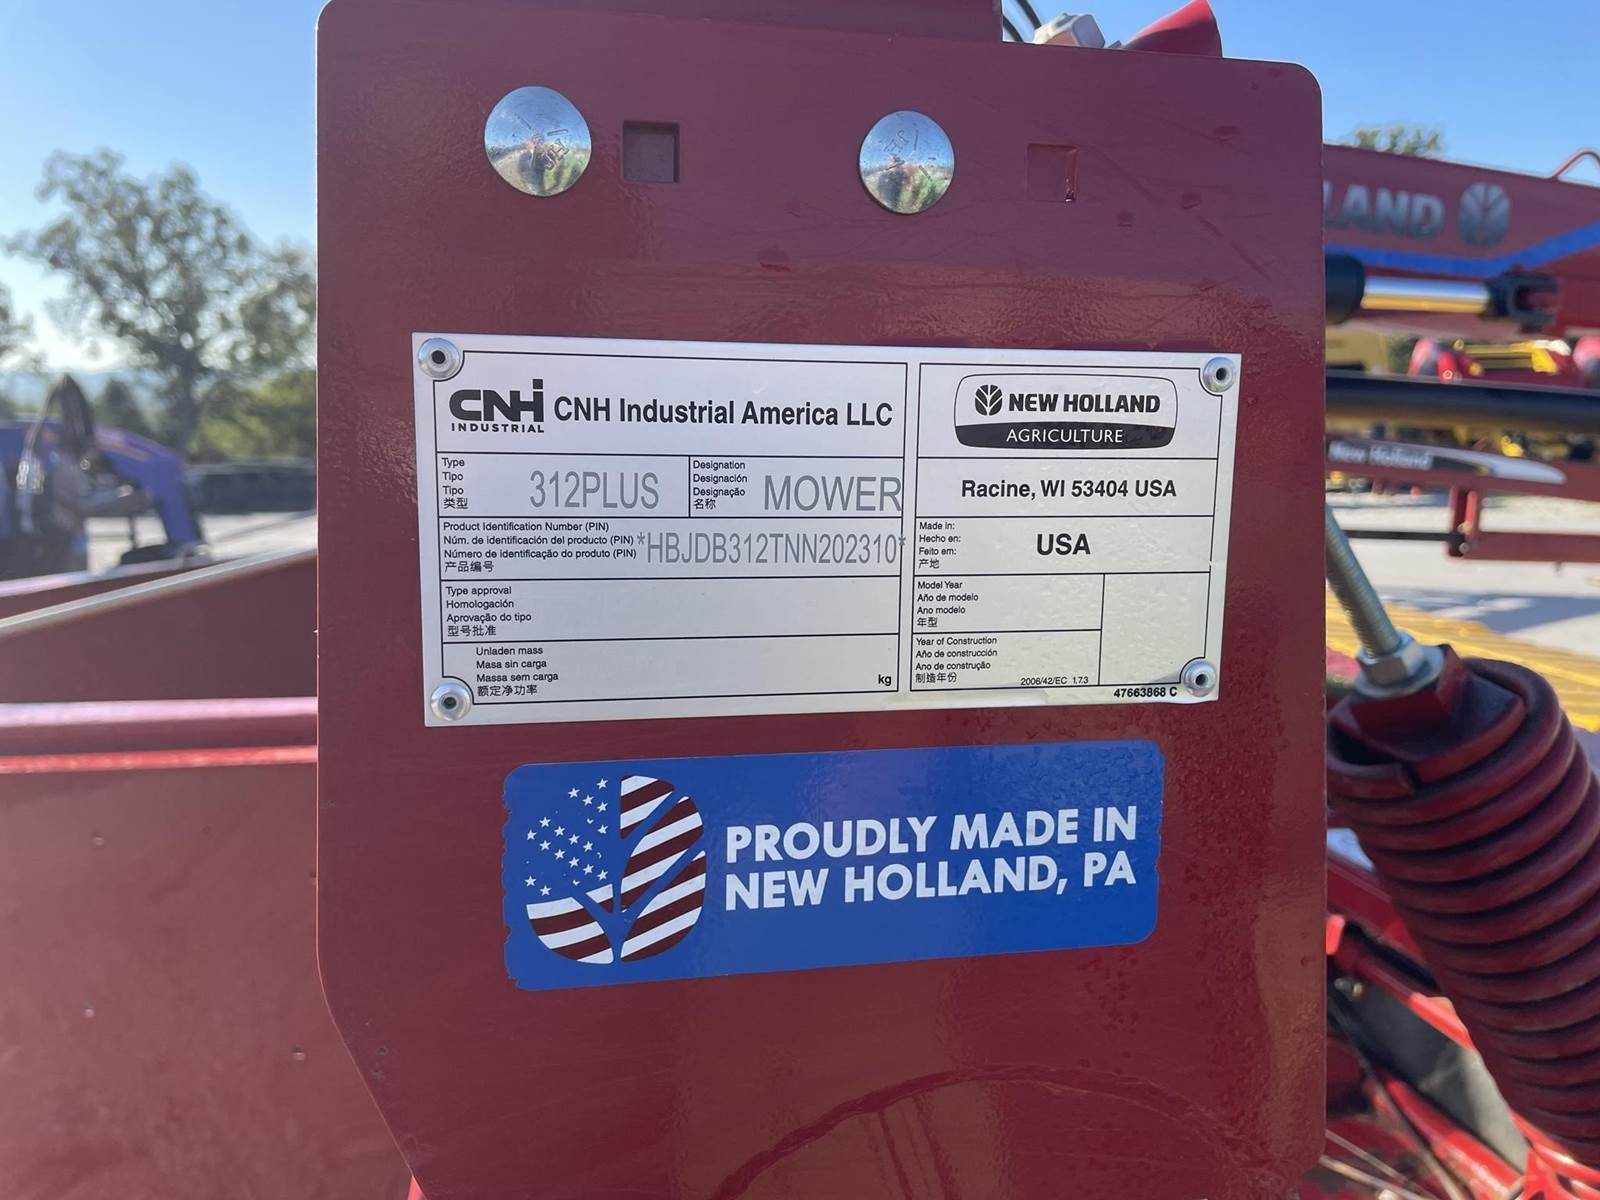 LAND
CNH
INDUSTRIAL
CNH Industrial America LLC
NEW HOLLAND
AGRICULTURE
Type
Tipo
Tipo
类型
312PLUS
Designation
Designación
Designação
名称
MOWER
Racine, WI 53404 USA
Product Identification Number (PIN)
Núm. de identificación del producto (PIN)
Número de identificação do produto (PIN)
产品编号
*HBJDB312TNN202310*
Made in:
Hecho en:
Feito em:
产地
USA
Type approval
Homologación
Aprovação do tipo
型号批准
Model Year
Año de modelo
Ano modelo
年型
Unladen mass
Masa sin carga
Massa sem carga
额定净功率
kg
Year of Construction
Año de construcción
Ano de construção
制造年份
2006/42/EC 1.7.3
47663868 C
New Holland
PROUDLY MADE IN
NEW HOLLAND, PA